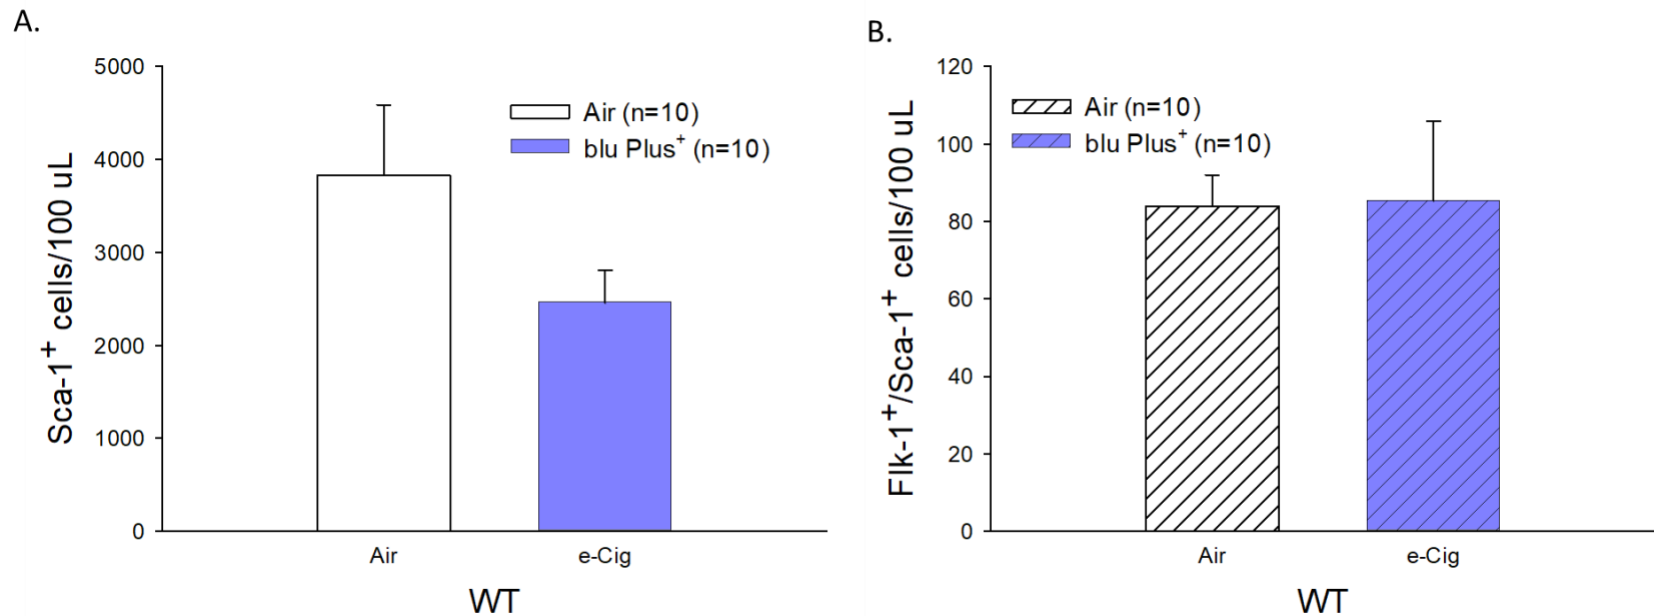 A.
Sca-1⁺ cells/100 uL
5000
4000
3000
2000
1000
0
Air (n=10)
blu Plus⁺ (n=10)
Air
e-Cig
WT
B.
Flk-1⁺/Sca-1⁺ cells/100 uL
120
100
80
60
40
20
0
Air (n=10)
blu Plus⁺ (n=10)
Air
e-Cig
WT